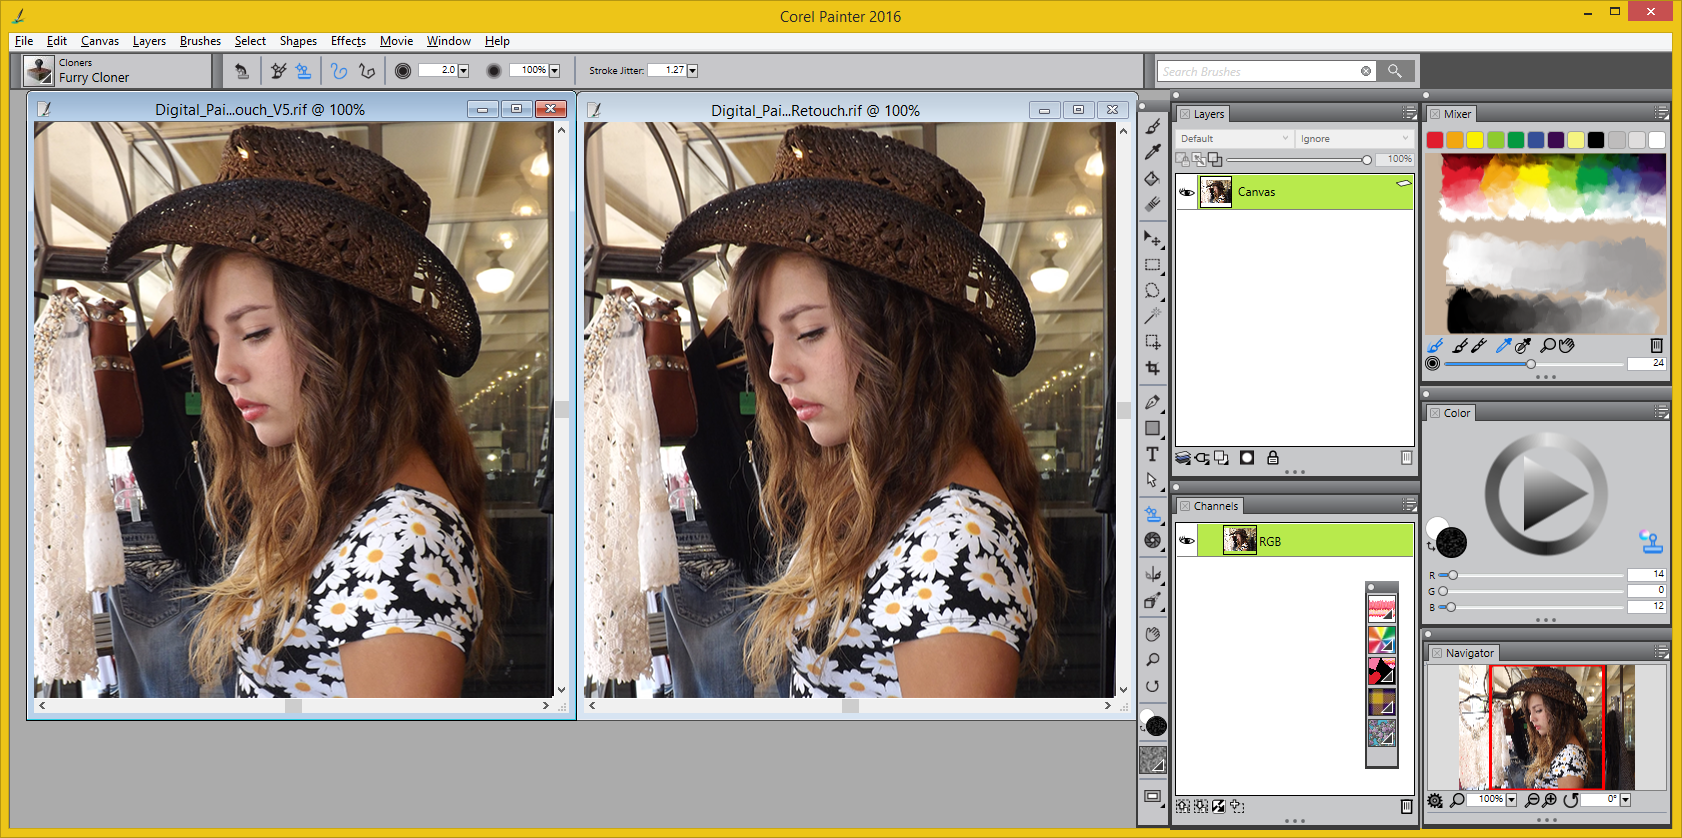 Corel Painter 2016
File Edit Canvas Layers Brushes Select Shapes Effects Movie Window Help
Cloners
Furry Cloner
2.0
100%
Stroke Jitter: 1.27
Search Brushes
Digital_Pai...ouch_V5.rif @ 100%
Digital_Pai...Retouch.rif @ 100%
Layers
Default
Ignore
100%
Canvas
Channels
RGB
Mixer
24
Color
R 14
G 0
B 12
Navigator
100%
0°